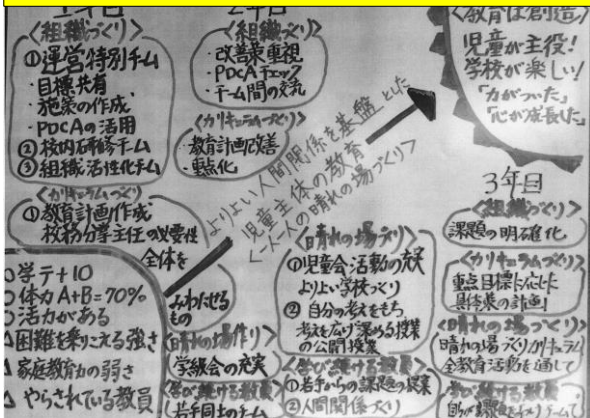 1年目
〈組織づくり〉
①運営特別チーム
・目標共有
・施策の作成
・PDCAの活用
②校内研修チーム
③組織活性化チーム
〈カリキュラムづくり〉
①教育計画作成
校務分掌主任の必要性
全体を
みわたせる
もの
〈晴れの場作り〉
学級会の充実
〈学び続ける教員〉
若手同士のチーム
2年目
〈組織づくり〉
・改善策重視
・PDCAチェック
・チーム間の交流
〈カリキュラムづくり〉
・教育計画改善
・重点化
〈晴れの場づくり〉
①児童会活動の充実
よりよい学校づくり
②自分の考えをもち
考えを広げ深める授業
の公開授業
〈学び続ける教員〉
①若手からの課題の授業
②人間関係づくり
よりよい人間関係を基盤とした
児童主体の教育
〈一人一人の晴れの場づくり〉
〈教育は創造〉
児童が主役!
学校が楽しい!
「力がついた」
「心が成長した」
3年目
〈組織づくり〉
課題の明確化
〈カリキュラムづくり〉
重点目標に応じた
具体策の計画!
〈晴れの場づくり〉
晴れの場づくりカリキュラム
全教育活動を通して
〈学び続ける教員〉
○学テ+10
○体力A+B=70%
○活力がある
△困難を乗りこえる強さ
△家庭教育力の弱さ
△やらされている教員